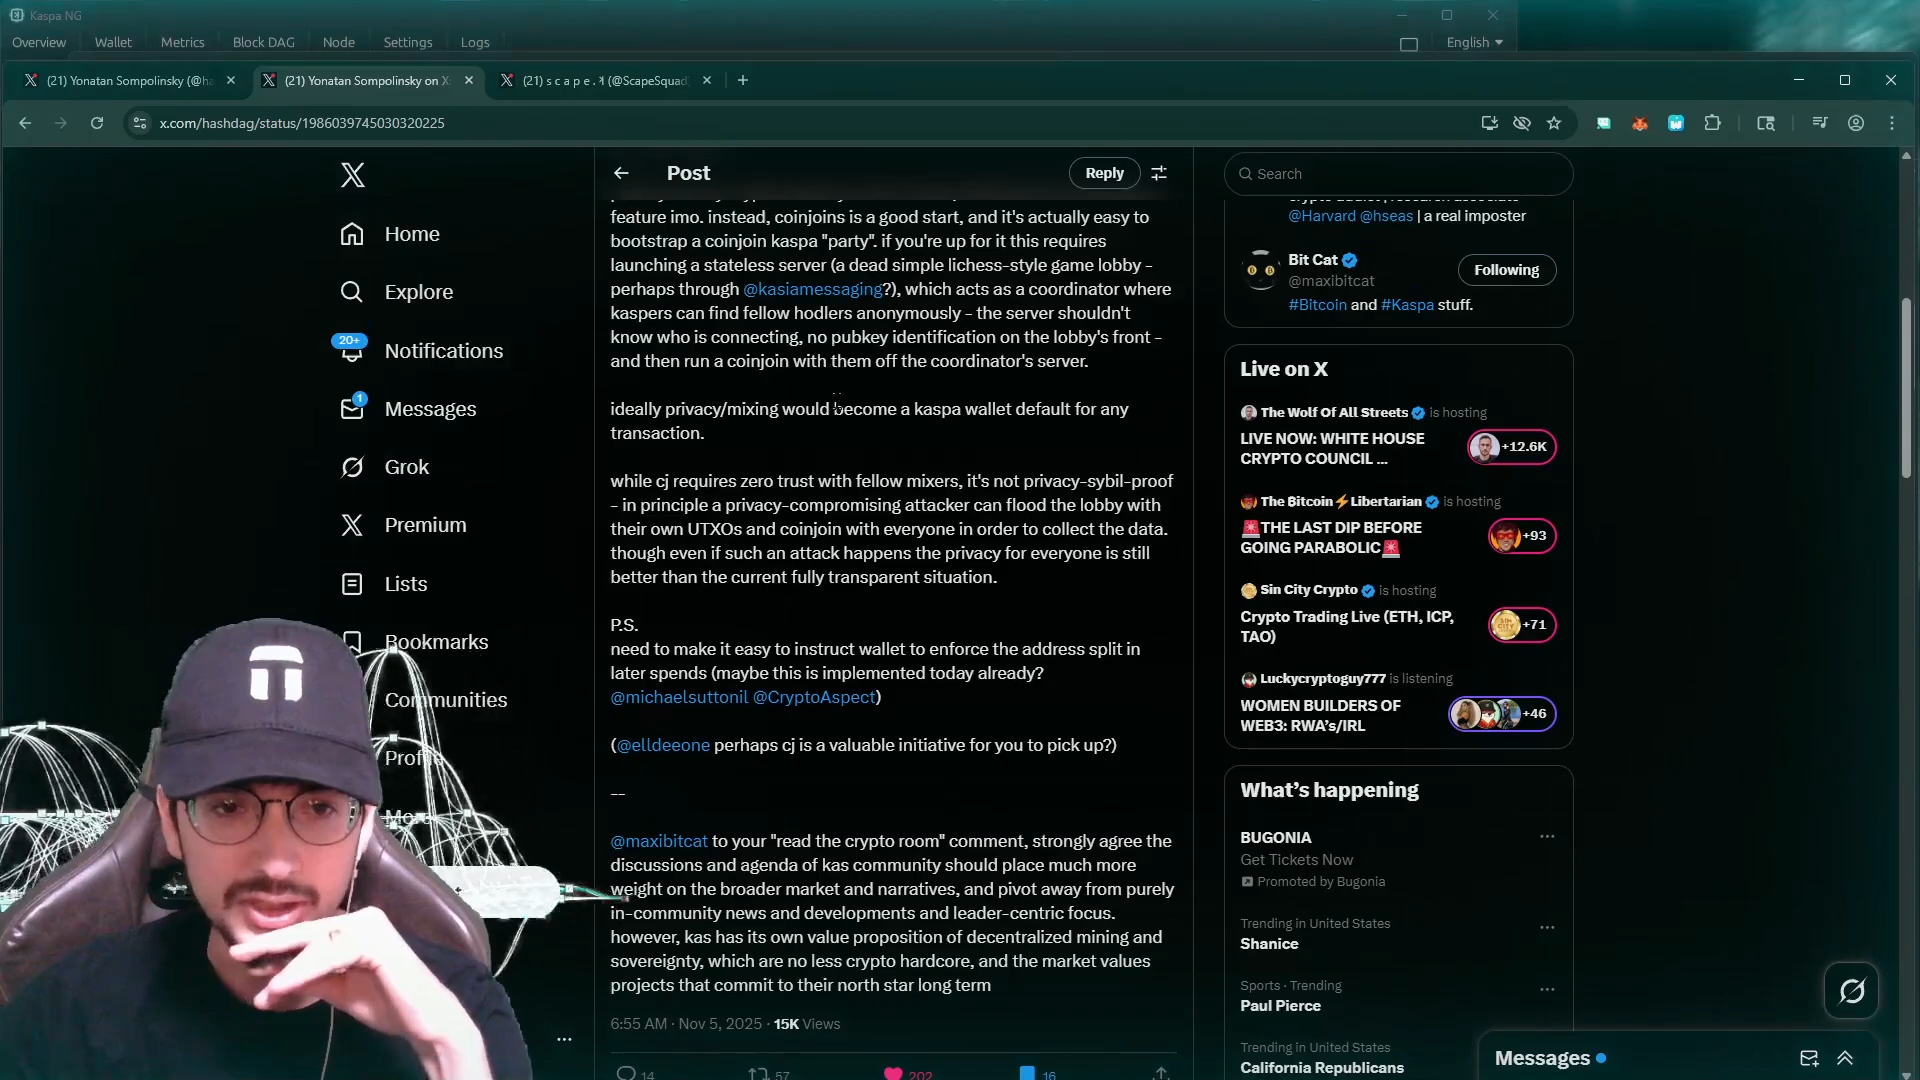 Kaspa NG
Overview Wallet Metrics Block DAG Node Settings Logs English
(21) Yonatan Sompolinsky (@ha
(21) Yonatan Sompolinsky on X
(21) s c a p e .
(@ScapeSquad
x.com/hashdag/status/1986039745030320225
Home
Explore
20+
Notifications
1
Messages
Grok
Premium
Lists
Bookmarks
Communities
Profile
More
Post
Reply
feature imo. instead, coinjoins is a good start, and it's actually easy to
bootstrap a coinjoin kaspa "party". if you're up for it this requires
launching a stateless server (a dead simple lichess-style game lobby -
perhaps through @kasiamessaging?), which acts as a coordinator where
kaspers can find fellow hodlers anonymously - the server shouldn't
know who is connecting, no pubkey identification on the lobby's front -
and then run a coinjoin with them off the coordinator's server.
ideally privacy/mixing would become a kaspa wallet default for any
transaction.
while cj requires zero trust with fellow mixers, it's not privacy-sybil-proof
- in principle a privacy-compromising attacker can flood the lobby with
their own UTXOs and coinjoin with everyone in order to collect the data.
though even if such an attack happens the privacy for everyone is still
better than the current fully transparent situation.
P.S.
need to make it easy to instruct wallet to enforce the address split in
later spends (maybe this is implemented today already?
@michaelsuttonil @CryptoAspect)
(@elldeeone perhaps cj is a valuable initiative for you to pick up?)
--
@maxibitcat to your "read the crypto room" comment, strongly agree the
discussions and agenda of kas community should place much more
weight on the broader market and narratives, and pivot away from purely
in-community news and developments and leader-centric focus.
however, kas has its own value proposition of decentralized mining and
sovereignty, which are no less crypto hardcore, and the market values
projects that commit to their north star long term
6:55 AM · Nov 5, 2025 · 15K Views
14 57 202 16
Search
@Harvard @hseas | a real imposter
Bit Cat
@maxibitcat
Following
#Bitcoin and #Kaspa stuff.
Live on X
The Wolf Of All Streets is hosting
LIVE NOW: WHITE HOUSE
CRYPTO COUNCIL ...
+12.6K
The ₿itcoin⚡Libertarian is hosting
🚨THE LAST DIP BEFORE
GOING PARABOLIC🚨
+93
Sin City Crypto is hosting
Crypto Trading Live (ETH, ICP,
TAO)
+71
Luckycryptoguy777 is listening
WOMEN BUILDERS OF
WEB3: RWA's/IRL
+46
What's happening
BUGONIA
Get Tickets Now
Promoted by Bugonia
Trending in United States
Shanice
Sports · Trending
Paul Pierce
Trending in United States
California Republicans
Messages